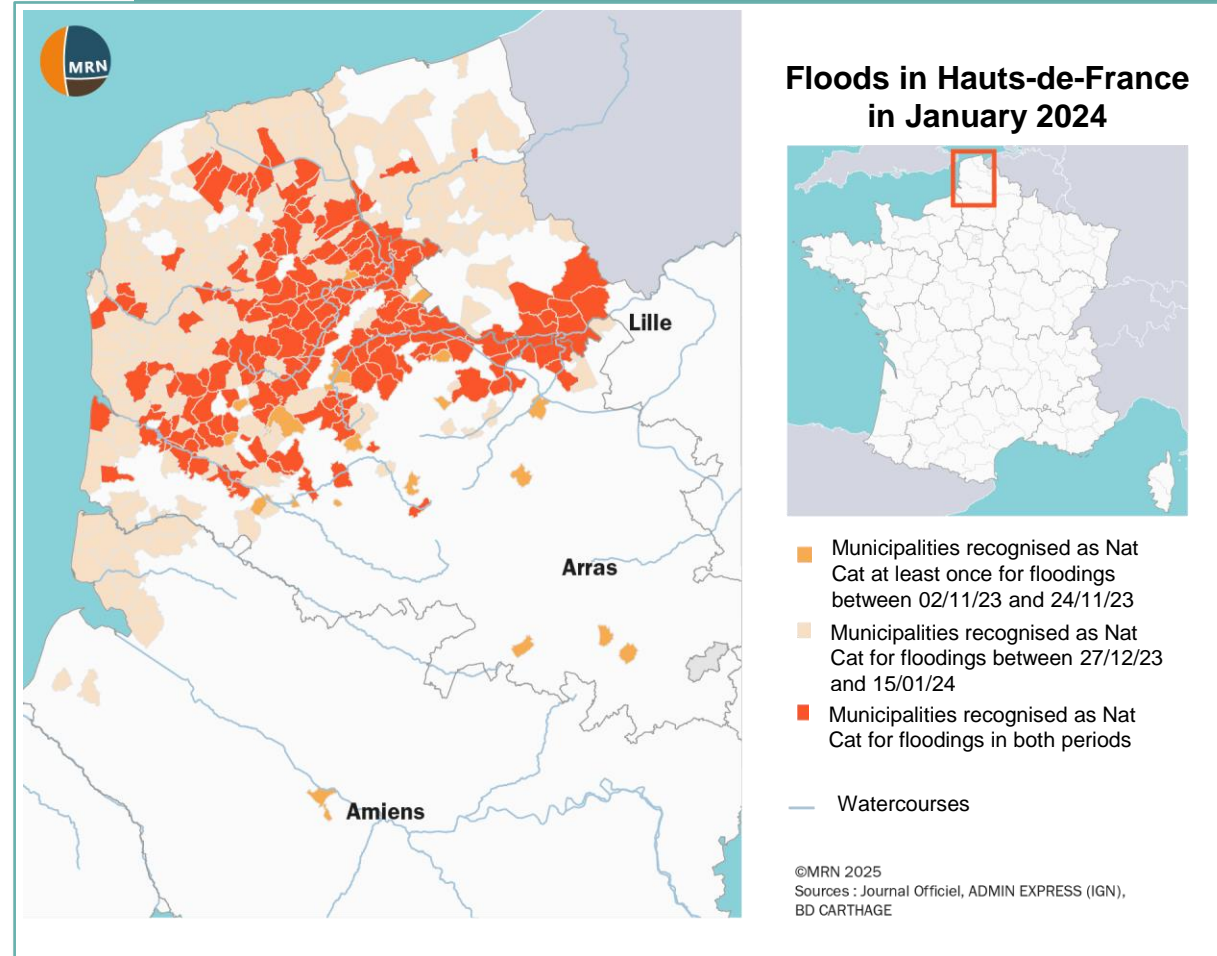 MRN
Floods in Hauts-de-France
in January 2024
Lille
Arras
Amiens
Municipalities recognised as Nat
Cat at least once for floodings
between 02/11/23 and 24/11/23
Municipalities recognised as Nat
Cat for floodings between 27/12/23
and 15/01/24
Municipalities recognised as Nat
Cat for floodings in both periods
Watercourses
©MRN 2025
Sources : Journal Officiel, ADMIN EXPRESS (IGN),
BD CARTHAGE